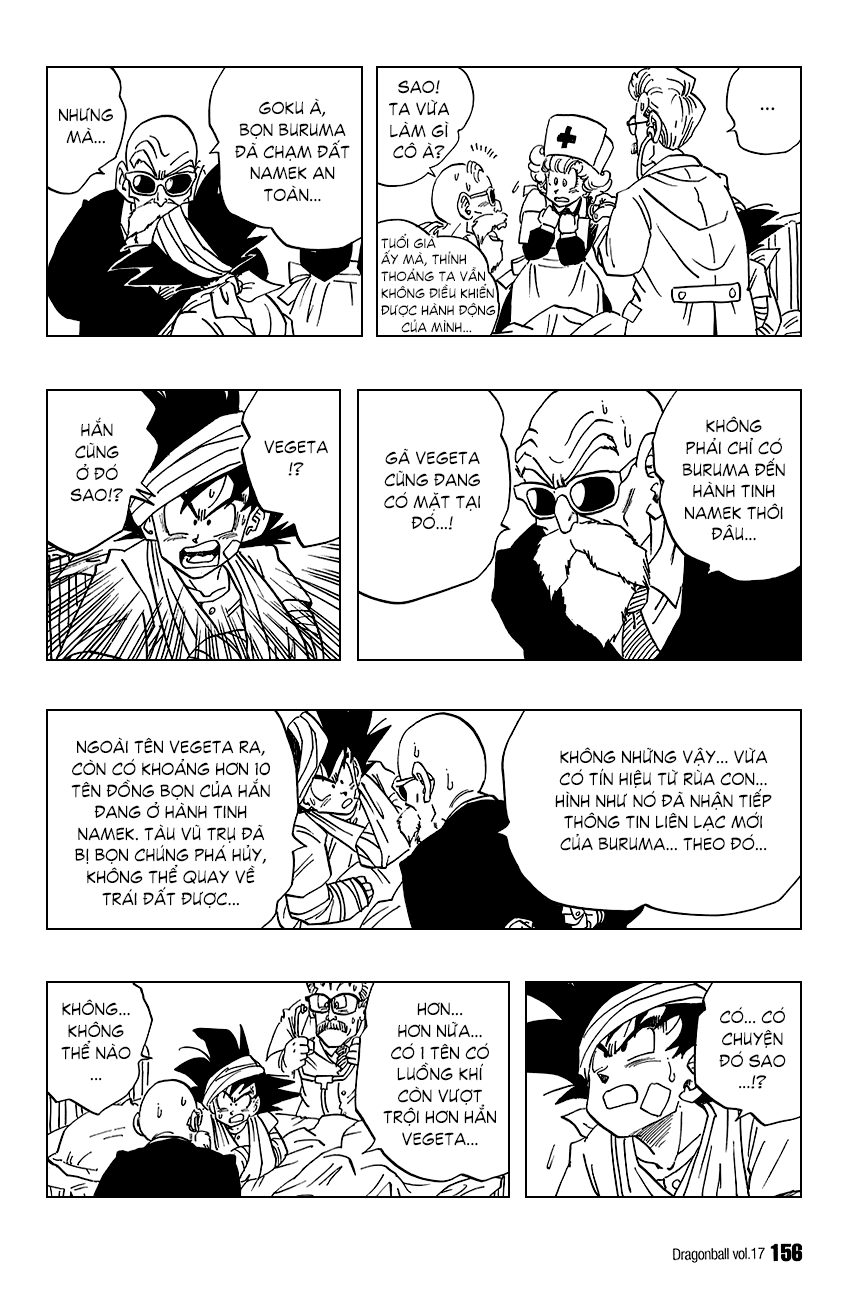 ...
SAO!
TA VỪA
LÀM GÌ
CÔ À?
TUỔI GIÀ
ẤY MÀ, THỈNH
THOẢNG TA VẪN
KHÔNG ĐIỀU KHIỂN
ĐƯỢC HÀNH ĐỘNG
CỦA MÌNH...
GOKU À,
BỌN BURUMA
ĐÃ CHẠM ĐẤT
NAMEK AN
TOÀN...
NHƯNG
MÀ...
KHÔNG
PHẢI CHỈ CÓ
BURUMA ĐẾN
HÀNH TINH
NAMEK THÔI
ĐÂU...
GÃ VEGETA
CŨNG ĐANG
CÓ MẶT TẠI
ĐÓ...!
VEGETA
!?
HẮN
CŨNG
Ở ĐÓ
SAO!?
KHÔNG NHỮNG VẬY... VỪA
CÓ TÍN HIỆU TỪ RÙA CON...
HÌNH NHƯ NÓ ĐÃ NHẬN TIẾP
THÔNG TIN LIÊN LẠC MỚI
CỦA BURUMA... THEO ĐÓ...
NGOÀI TÊN VEGETA RA,
CÒN CÓ KHOẢNG HƠN 10
TÊN ĐỒNG BỌN CỦA HẮN
ĐANG Ở HÀNH TINH
NAMEK. TÀU VŨ TRỤ ĐÃ
BỊ BỌN CHÚNG PHÁ HỦY,
KHÔNG THỂ QUAY VỀ
TRÁI ĐẤT ĐƯỢC...
CÓ... CÓ
CHUYỆN
ĐÓ SAO
...!?
HƠN...
HƠN NỮA...
CÓ 1 TÊN CÓ
LUỒNG KHÍ
CÒN VƯỢT
TRỘI HƠN HẲN
VEGETA...
KHÔNG...
KHÔNG
THỂ NÀO
...
Dragonball vol.17 156